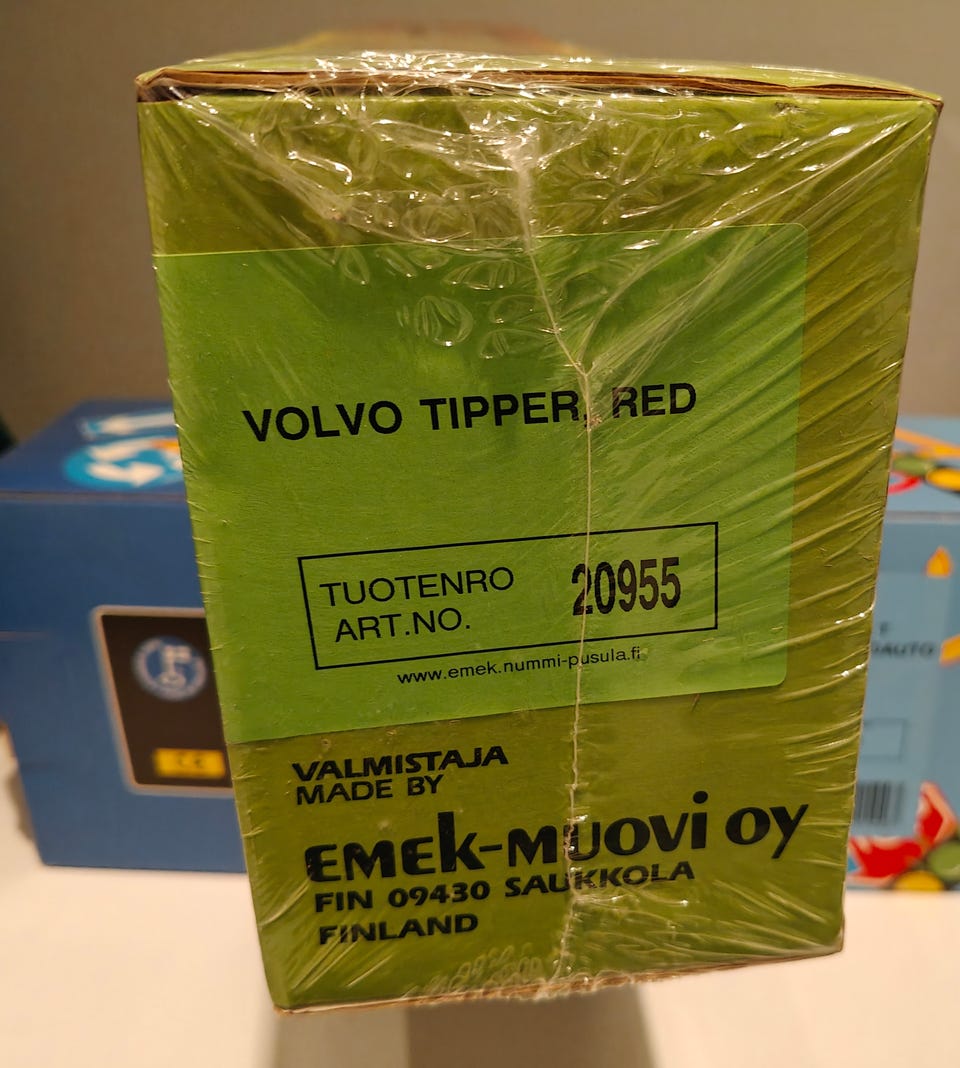 VOLVO TIPPER, RED
TUOTENRO
ART.NO.
20955
www.emek.nummi-pusula.fi
VALMISTAJA
MADE BY
EMEK-MUOVI OY
FIN 09430 SAUKKOLA
FINLAND
CE